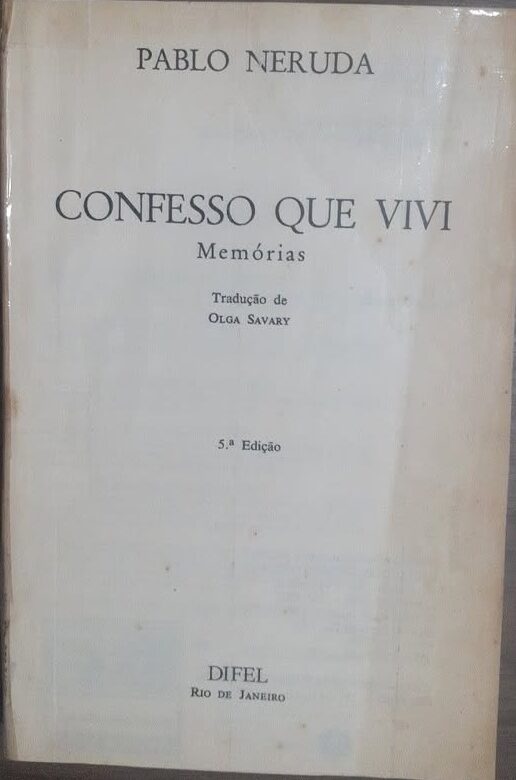 PABLO NERUDA
CONFESSO QUE VIVI
Memórias
Tradução de
OLGA SAVARY
5.ª Edição
DIFEL
RIO DE JANEIRO